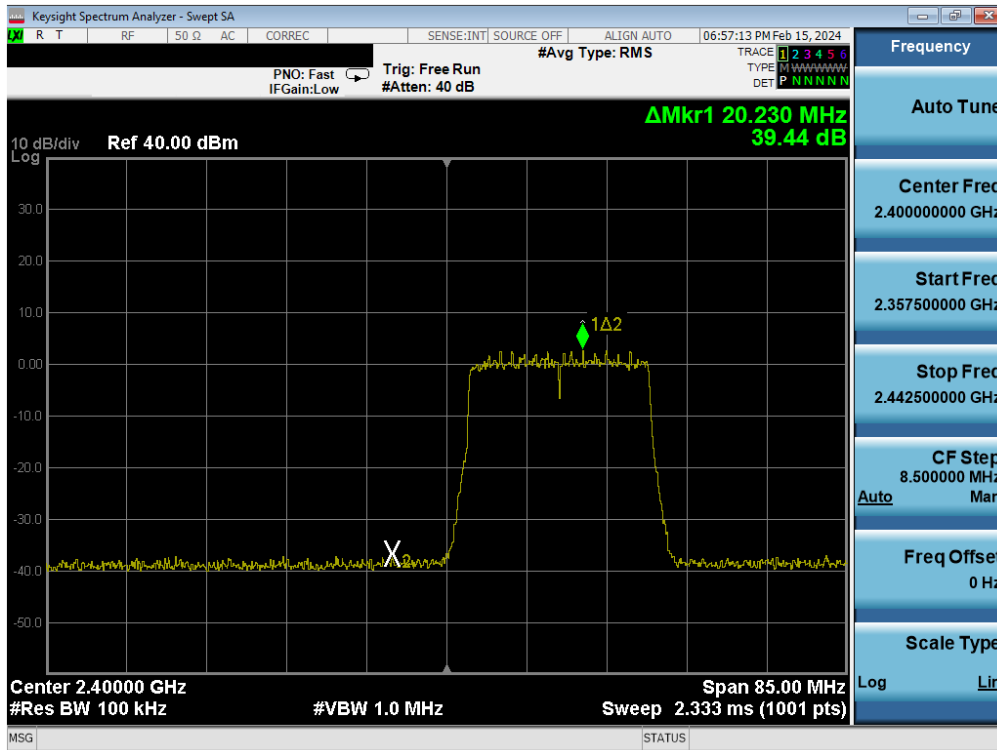 Keysight Spectrum Analyzer - Swept SA
LXI R T RF 50 Ω AC CORREC SENSE:INT SOURCE OFF ALIGN AUTO 06:57:13 PM Feb 15, 2024
#Avg Type: RMS
TRACE 1 2 3 4 5 6
TYPE M W W W W W
DET P N N N N N
PNO: Fast
IFGain:Low
Trig: Free Run
#Atten: 40 dB
ΔMkr1 20.230 MHz
39.44 dB
10 dB/div
Log
Ref 40.00 dBm
30.0
20.0
10.0
0.00
-10.0
-20.0
-30.0
-40.0
-50.0
1Δ2
X2
Center 2.40000 GHz
Span 85.00 MHz
#Res BW 100 kHz
#VBW 1.0 MHz
Sweep 2.333 ms (1001 pts)
MSG
STATUS
Frequency
Auto Tune
Center Freq
2.400000000 GHz
Start Freq
2.357500000 GHz
Stop Freq
2.442500000 GHz
CF Step
8.500000 MHz
Auto Man
Freq Offset
0 Hz
Scale Type
Log Lin